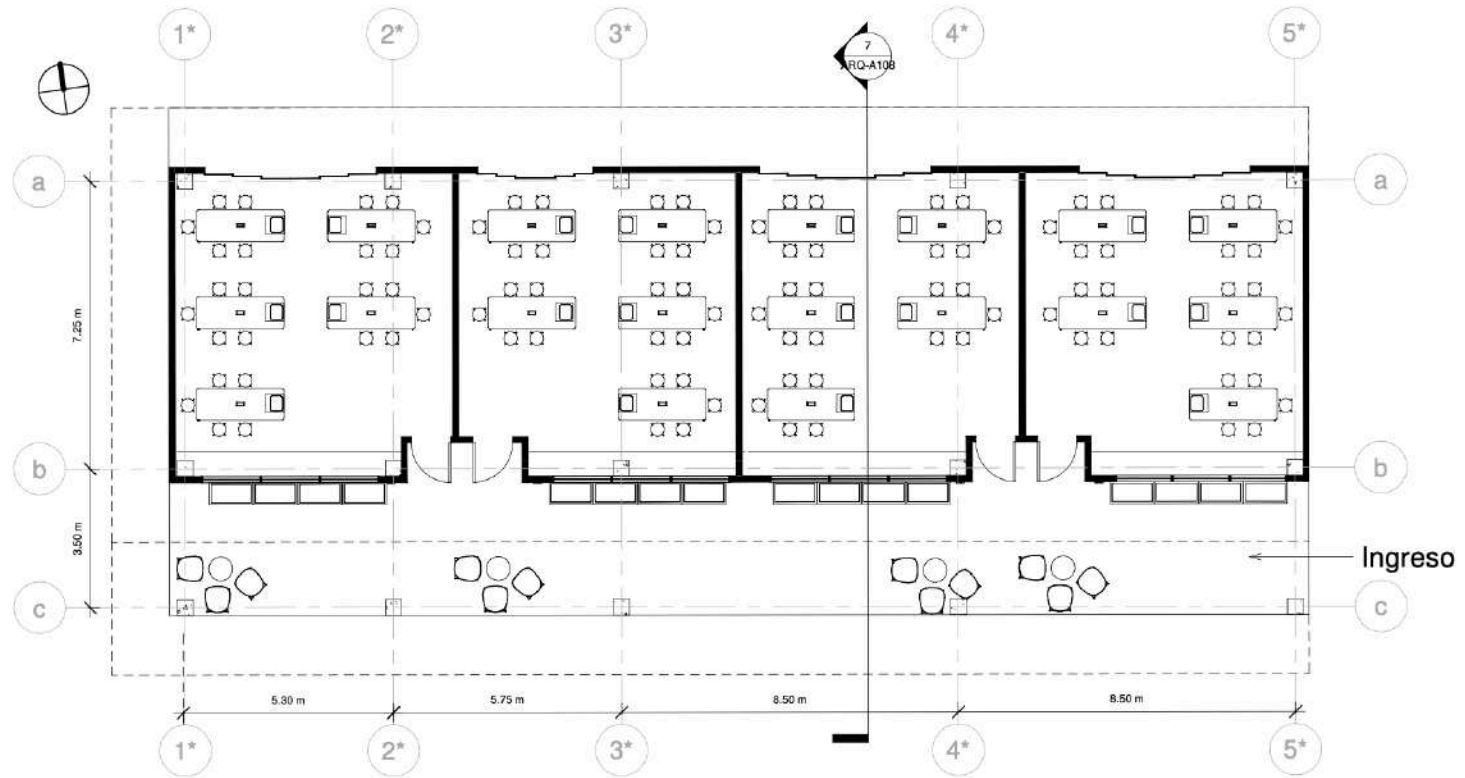 1* 2* 3* 4* 5*
7
ARQ-A108
a a
7.25 m
b b
3.50 m
Ingreso
c c
5.30 m 5.75 m 8.50 m 8.50 m
1* 2* 3* 4* 5*